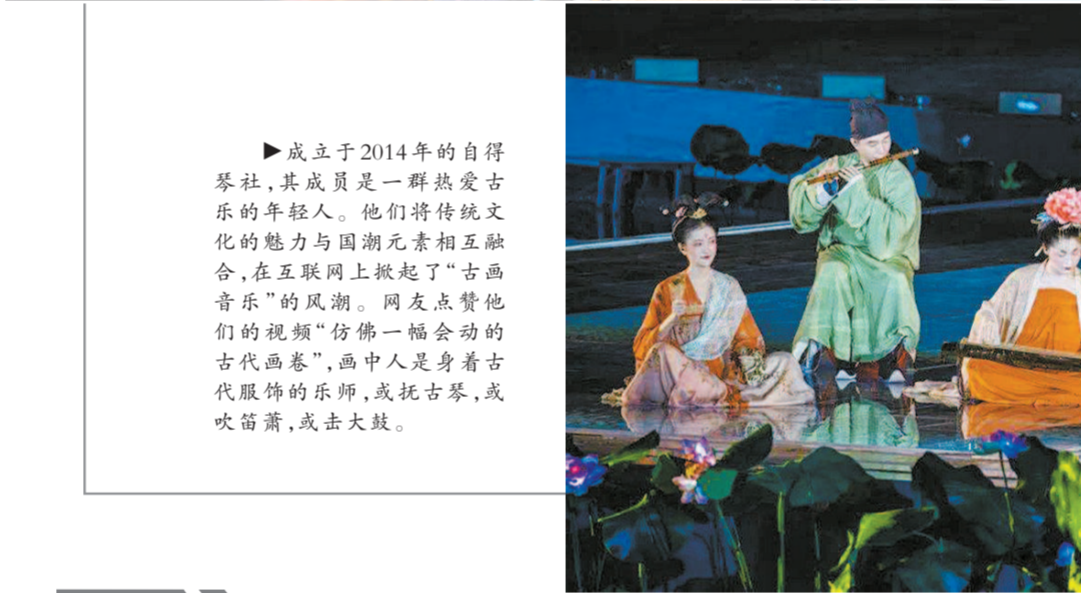 ▶成立于2014年的自得
琴社,其成员是一群热爱古
乐的年轻人。他们将传统文
化的魅力与国潮元素相互融
合,在互联网上掀起了“古画
音乐”的风潮。网友点赞他
们的视频“仿佛一幅会动的
古代画卷”,画中人是身着古
代服饰的乐师,或抚古琴,或
吹笛萧,或击大鼓。